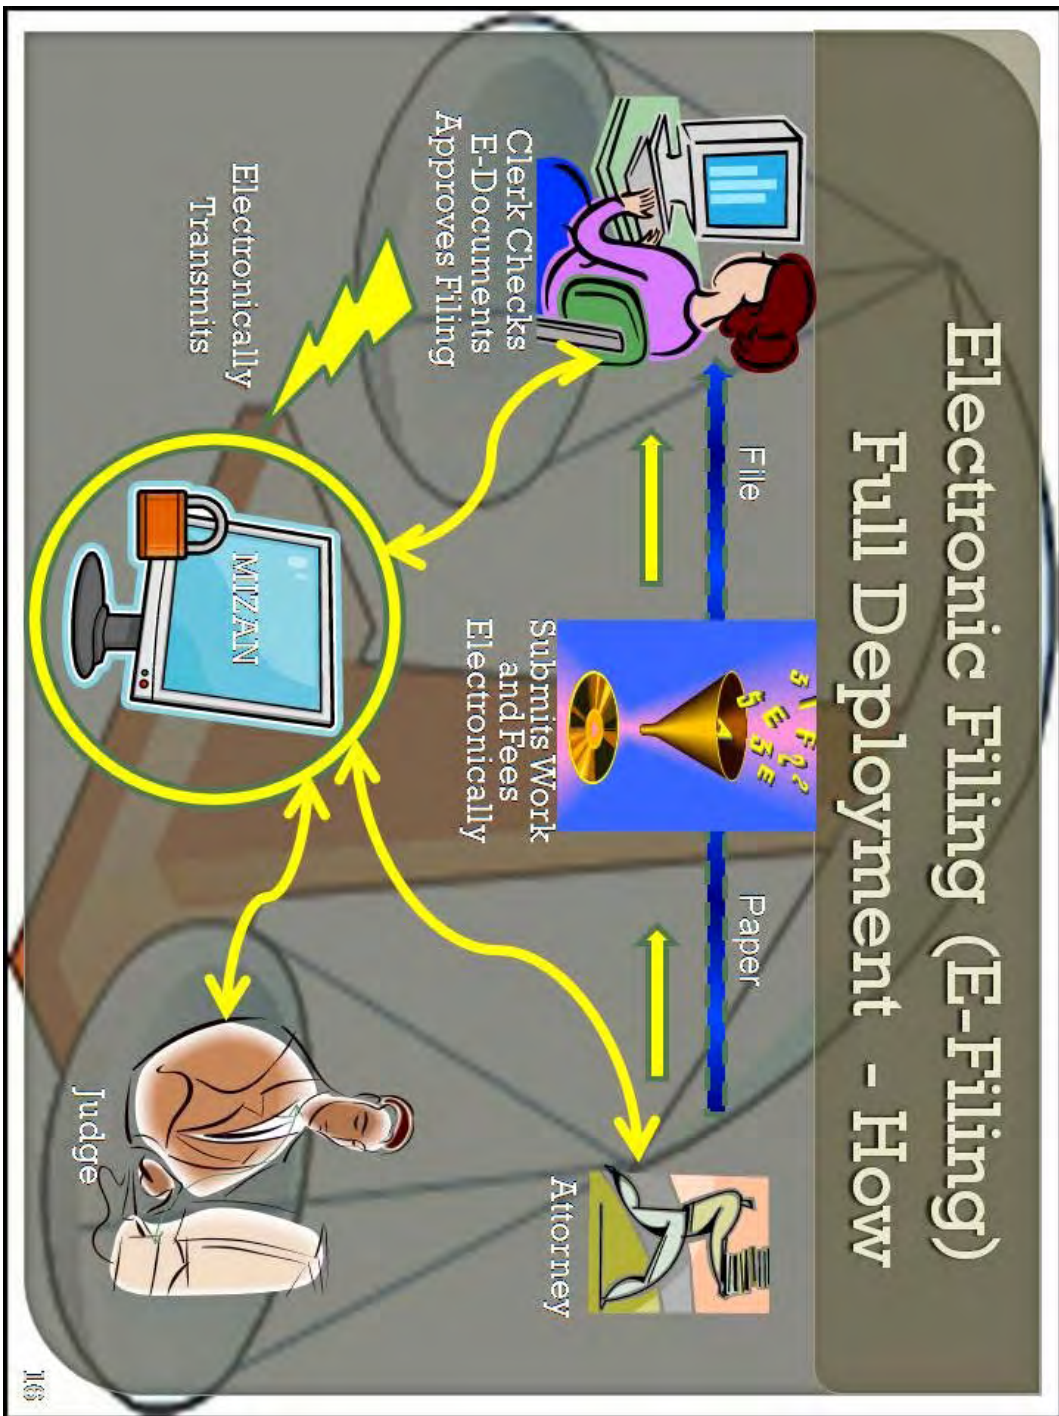 Electronic Filing (E-Filing)
Full Deployment - How
File
Paper
Clerk Checks
E-Documents
Approves Filing
Submits Work
and Fees
Electronically
Attorney
Electronically
Transmits
MIZAN
Judge
16